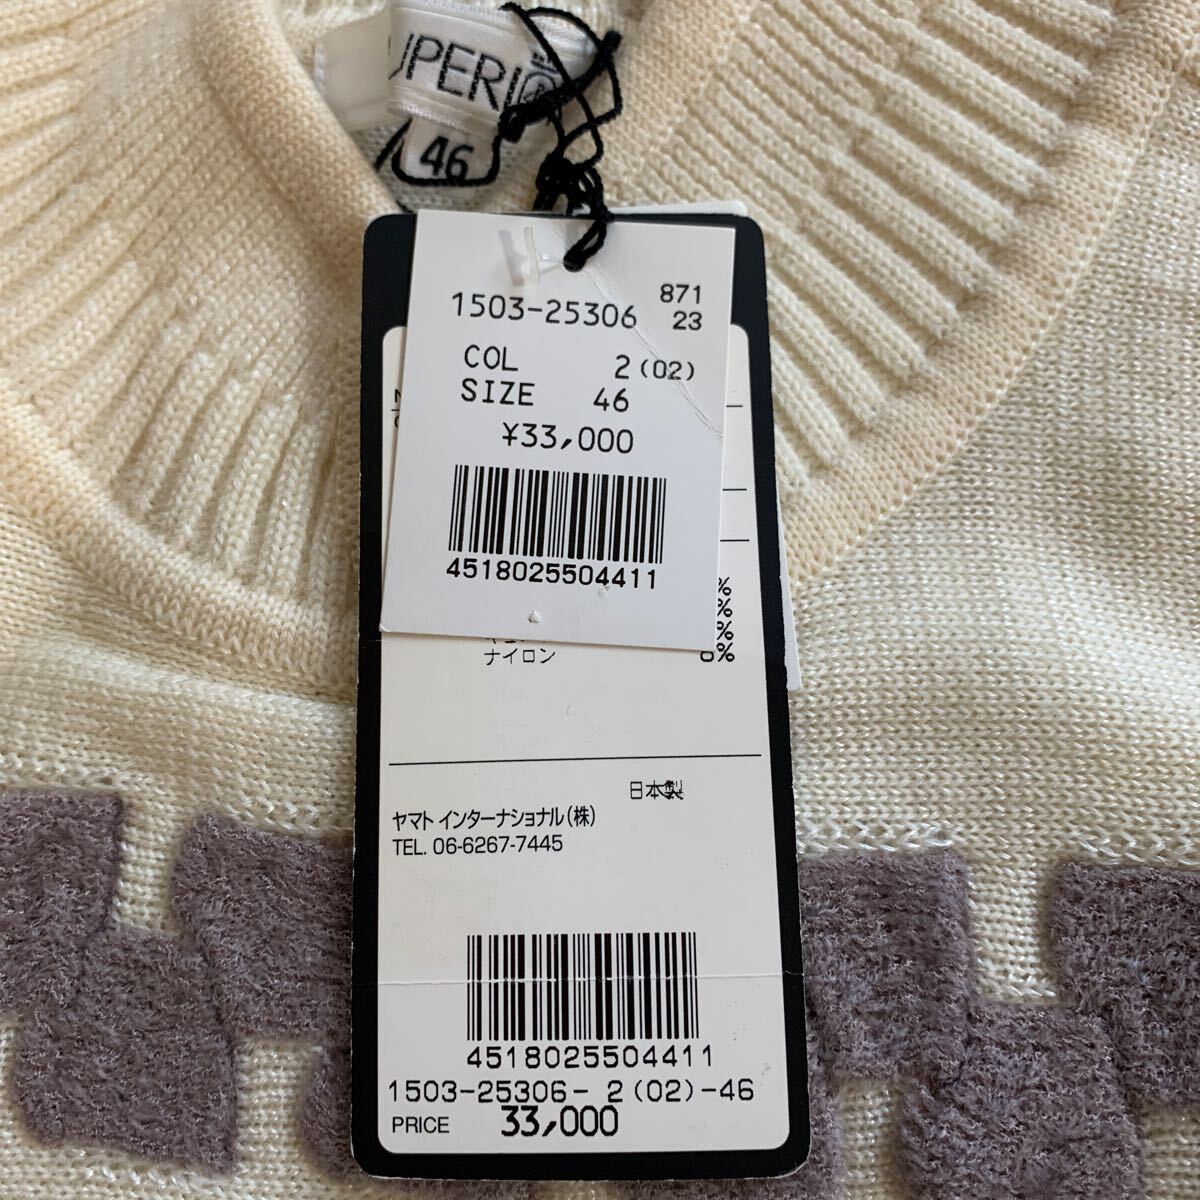 46
871
1503-25306 23
COL 2(02)
SIZE 46
¥33,000
4518025504411
%
%
%
ナイロン %
日本製
ヤマト インターナショナル(株)
TEL. 06-6267-7445
4518025504411
1503-25306- 2(02)-46
PRICE 33,000